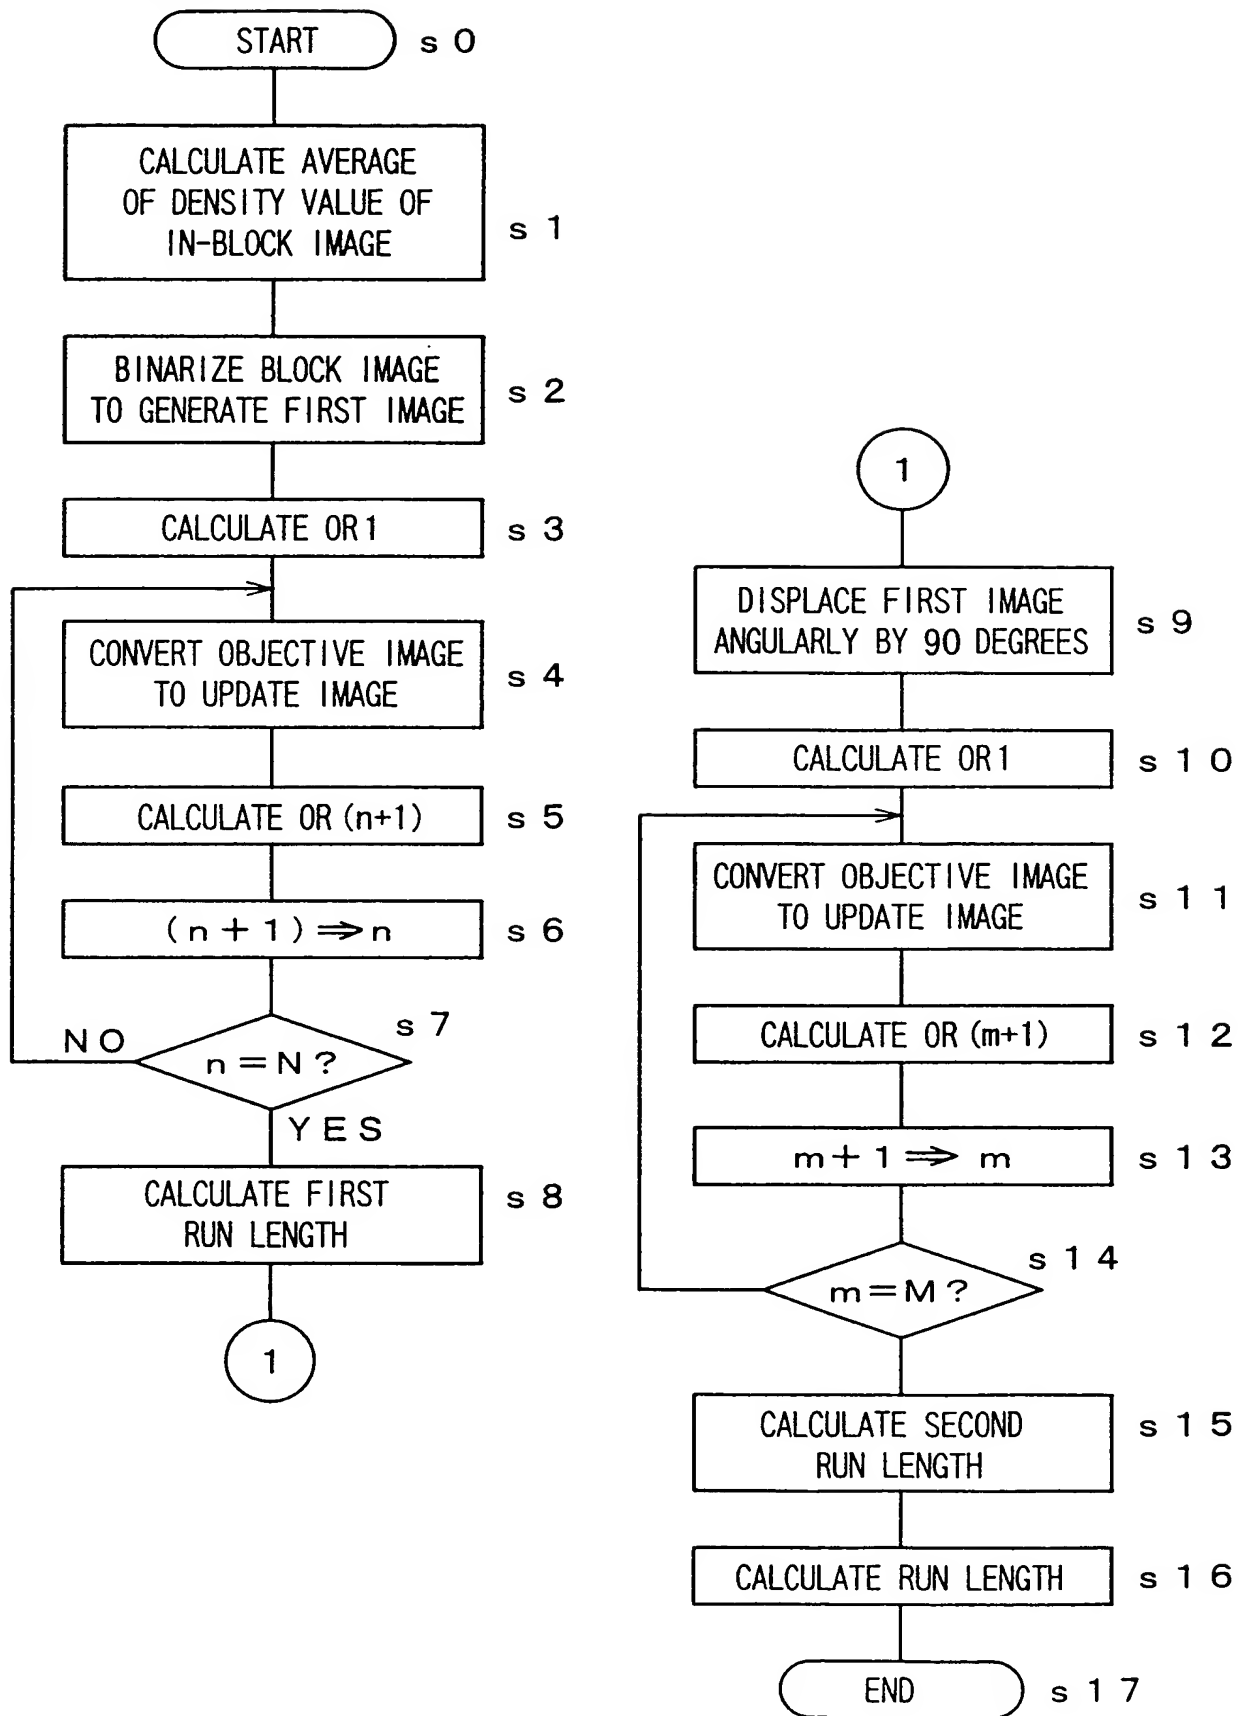 START
s 0
CALCULATE AVERAGE
OF DENSITY VALUE OF
IN-BLOCK IMAGE
s 1
BINARIZE BLOCK IMAGE
TO GENERATE FIRST IMAGE
s 2
CALCULATE OR1
s 3
CONVERT OBJECTIVE IMAGE
TO UPDATE IMAGE
s 4
CALCULATE OR (n+1)
s 5
(n + 1) ⇒ n
s 6
s 7
NO
n = N ?
YES
CALCULATE FIRST
RUN LENGTH
s 8
1
1
DISPLACE FIRST IMAGE
ANGULARLY BY 90 DEGREES
s 9
CALCULATE OR1
s 10
CONVERT OBJECTIVE IMAGE
TO UPDATE IMAGE
s 11
CALCULATE OR (m+1)
s 12
m + 1 ⇒ m
s 13
s 14
m = M ?
CALCULATE SECOND
RUN LENGTH
s 15
CALCULATE RUN LENGTH
s 16
END
s 17